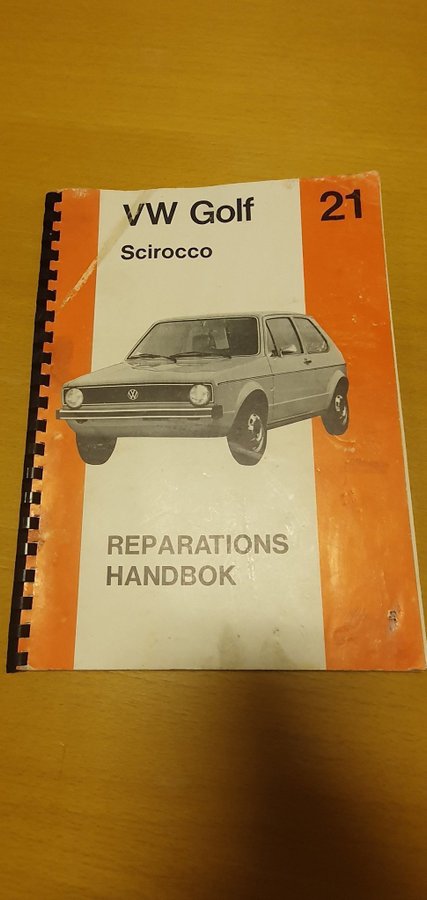 VW Golf 21
Scirocco
REPARATIONS
HANDBOK